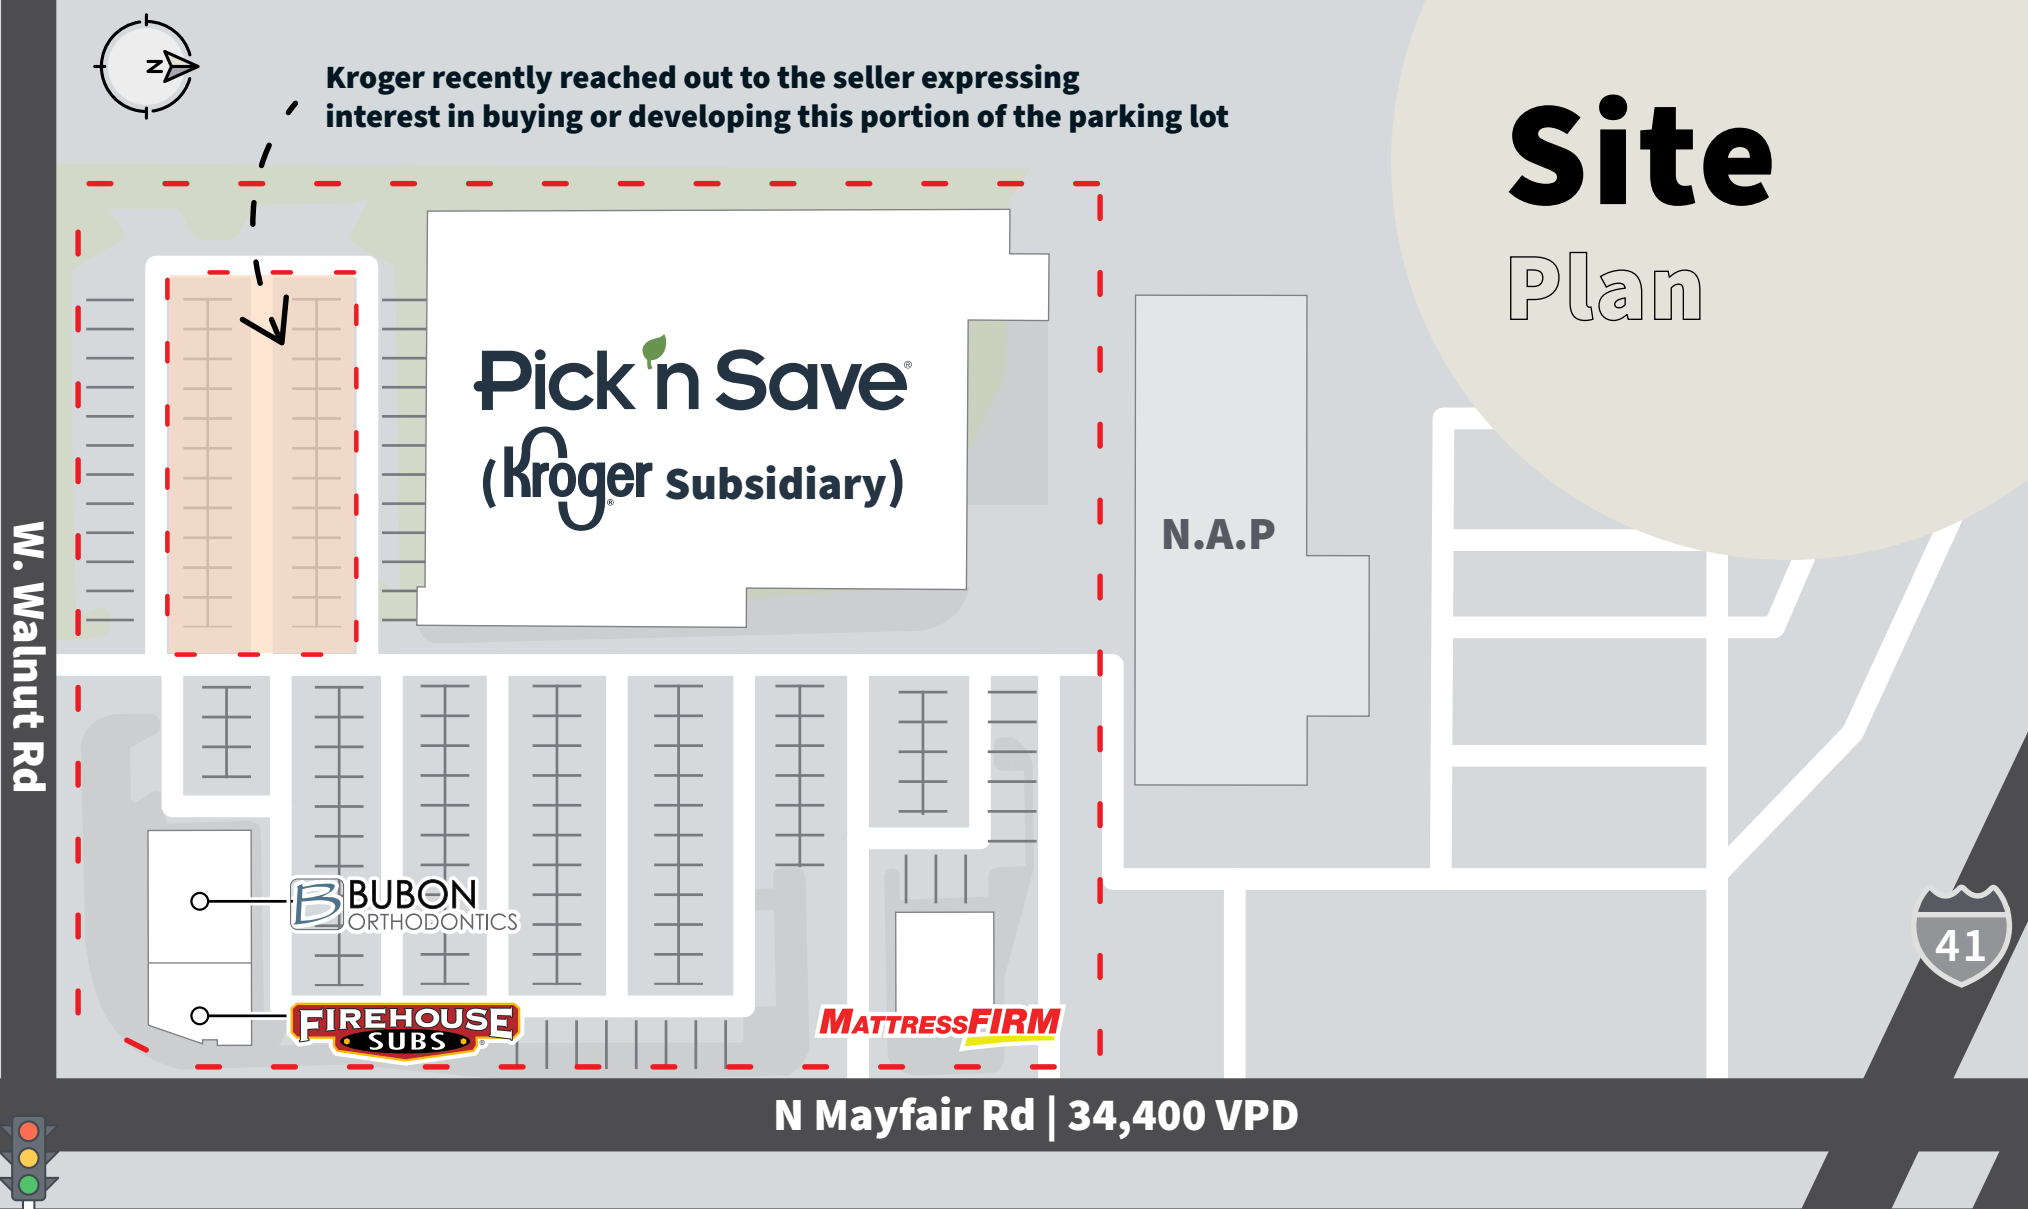 N
Kroger recently reached out to the seller expressing
interest in buying or developing this portion of the parking lot
Site
Plan
Pick 'n Save®
(Kroger® Subsidiary)
N.A.P
W. Walnut Rd
B BUBON
ORTHODONTICS
FIREHOUSE
SUBS®
MATTRESSFIRM
41
N Mayfair Rd | 34,400 VPD